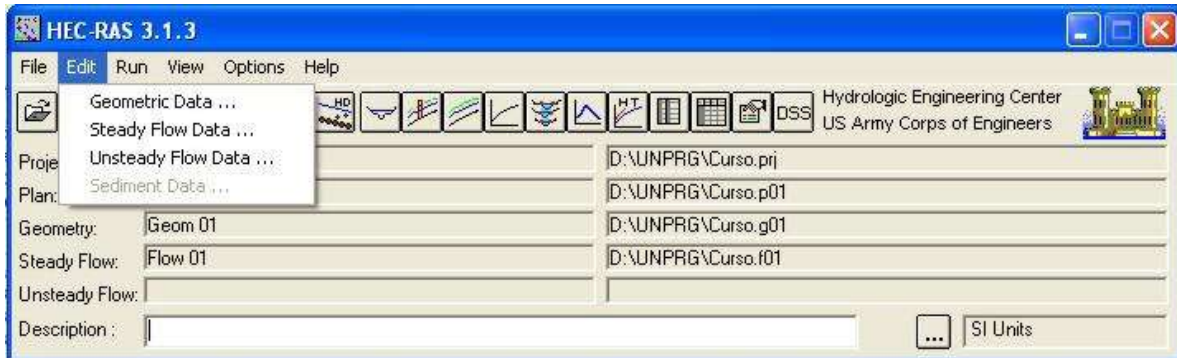 HEC-RAS 3.1.3
File Edit Run View Options Help
Geometric Data ...
Steady Flow Data ...
Unsteady Flow Data ...
Sediment Data ...
HD HT DSS
Hydrologic Engineering Center
US Army Corps of Engineers
Proje D:\UNPRG\Curso.prj
Plan: D:\UNPRG\Curso.p01
Geometry: Geom 01 D:\UNPRG\Curso.g01
Steady Flow: Flow 01 D:\UNPRG\Curso.f01
Unsteady Flow:
Description : ... SI Units